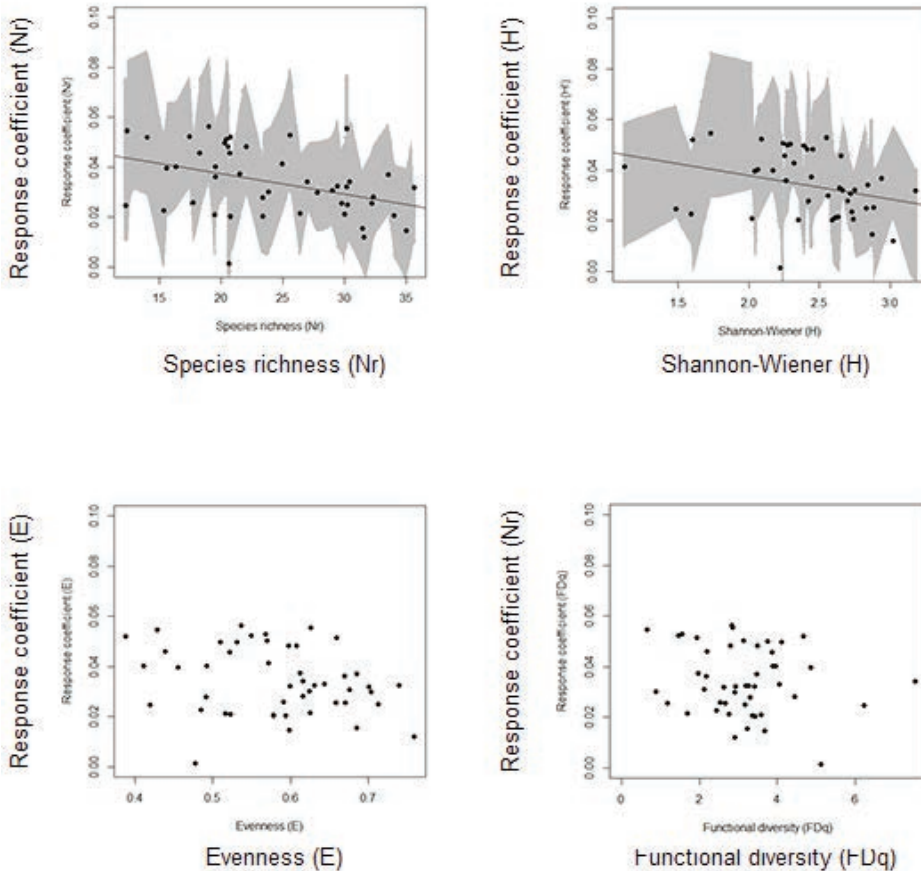 Response coefficient (Nr)
Response coefficient (Nr)
0.00 0.02 0.04 0.06 0.08 0.10
15 20 25 30 35
Species richness (Nr)
Species richness (Nr)
Response coefficient (H')
Response coefficient (H')
0.00 0.02 0.04 0.06 0.08 0.10
1.5 2.0 2.5 3.0
Shannon-Wiener (H)
Shannon-Wiener (H)
Response coefficient (E)
Response coefficient (E)
0.00 0.02 0.04 0.06 0.08 0.10
0.4 0.5 0.6 0.7
Evenness (E)
Evenness (E)
Response coefficient (Nr)
Response coefficient (FDq)
0.00 0.02 0.04 0.06 0.08 0.10
0 2 4 6
Functional diversity (FDq)
Functional diversity (FDq)